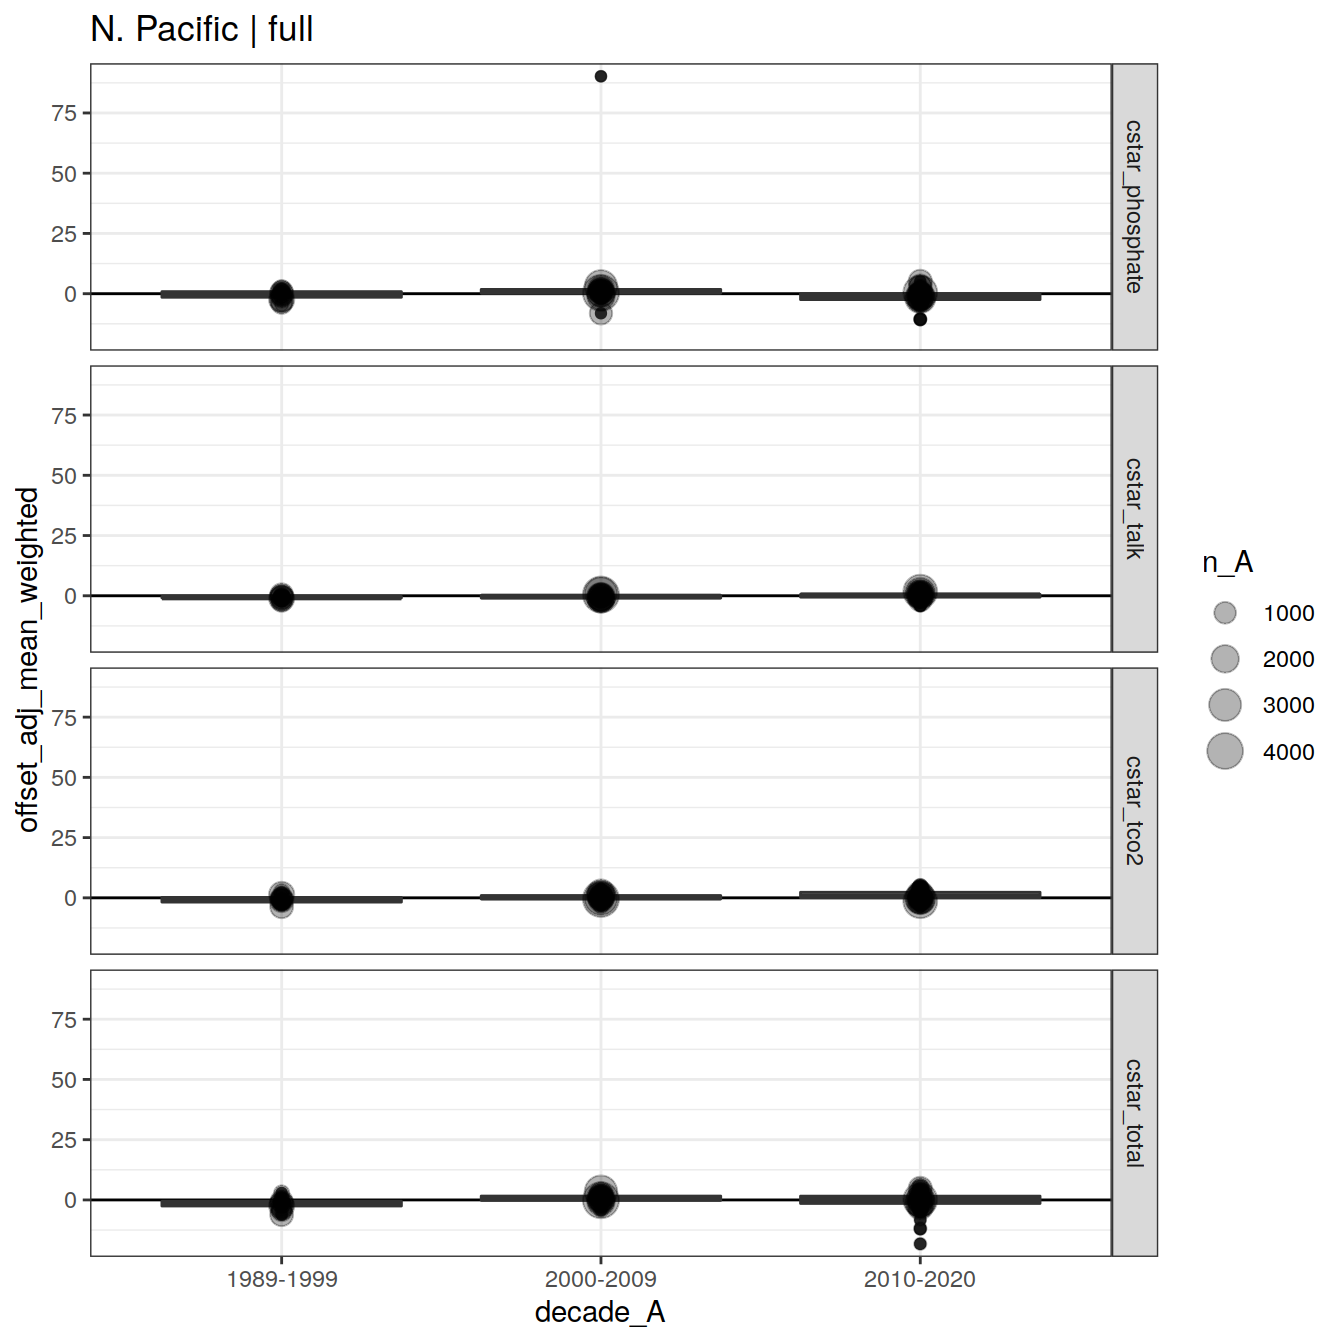 N. Pacific | full
75
50
25
0
cstar_phosphate
75
50
25
0
cstar_talk
75
50
25
0
cstar_tco2
75
50
25
0
cstar_total
1989-1999
2000-2009
2010-2020
decade_A
offset_adj_mean_weighted
n_A
1000
2000
3000
4000